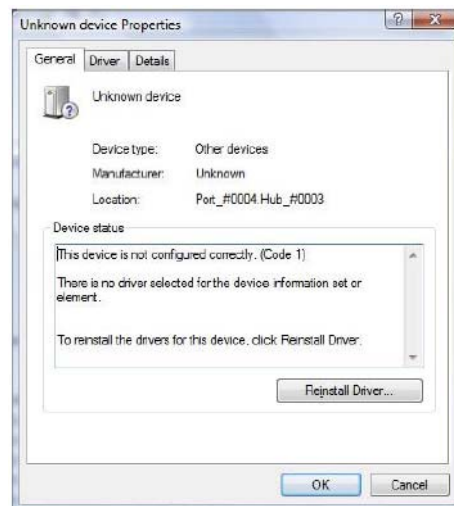 Unknown device Properties
General Driver Details
Unknown device
Device type: Other devices
Manufacturer: Unknown
Location: Port_#0004.Hub_#0003
Device status
This device is not configured correctly. (Code 1)
There is no driver selected for the device information set or
element.
To reinstall the drivers for this device, click Reinstall Driver.
Reinstall Driver...
OK Cancel